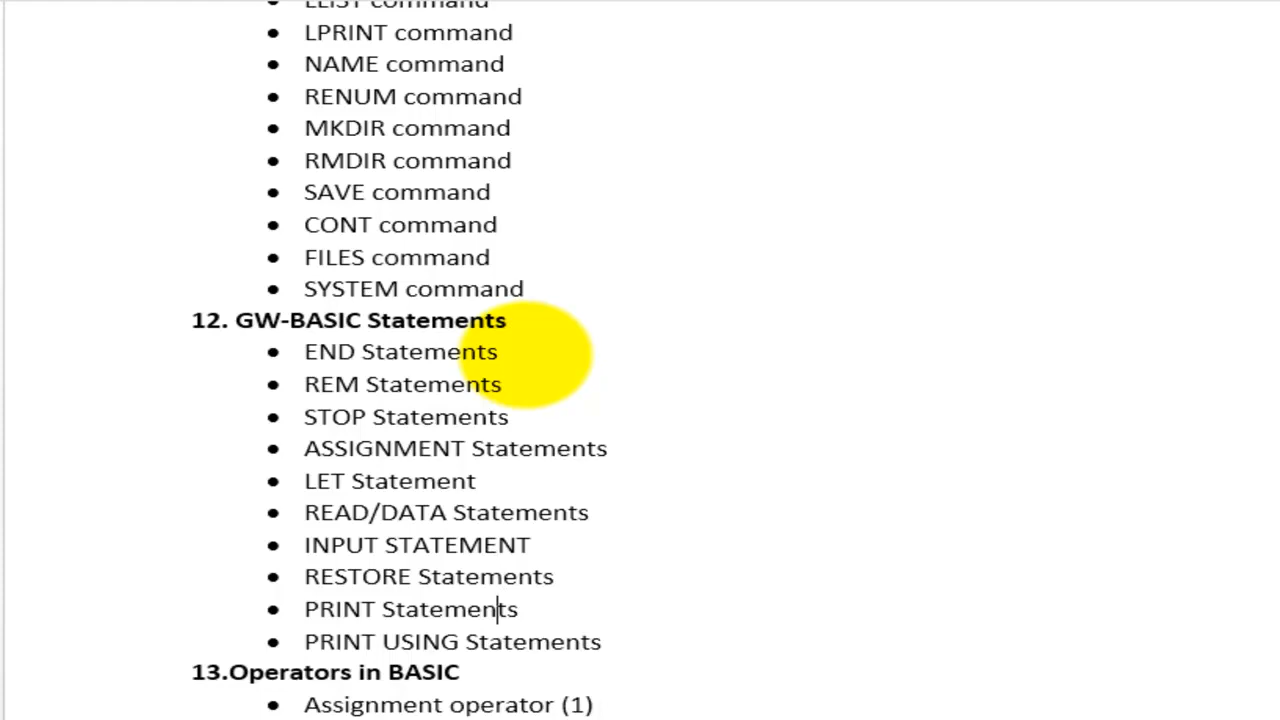 • LLIST command
• LPRINT command
• NAME command
• RENUM command
• MKDIR command
• RMDIR command
• SAVE command
• CONT command
• FILES command
• SYSTEM command
12. GW-BASIC Statements
• END Statements
• REM Statements
• STOP Statements
• ASSIGNMENT Statements
• LET Statement
• READ/DATA Statements
• INPUT STATEMENT
• RESTORE Statements
• PRINT Statements
• PRINT USING Statements
13.Operators in BASIC
• Assignment operator (1)